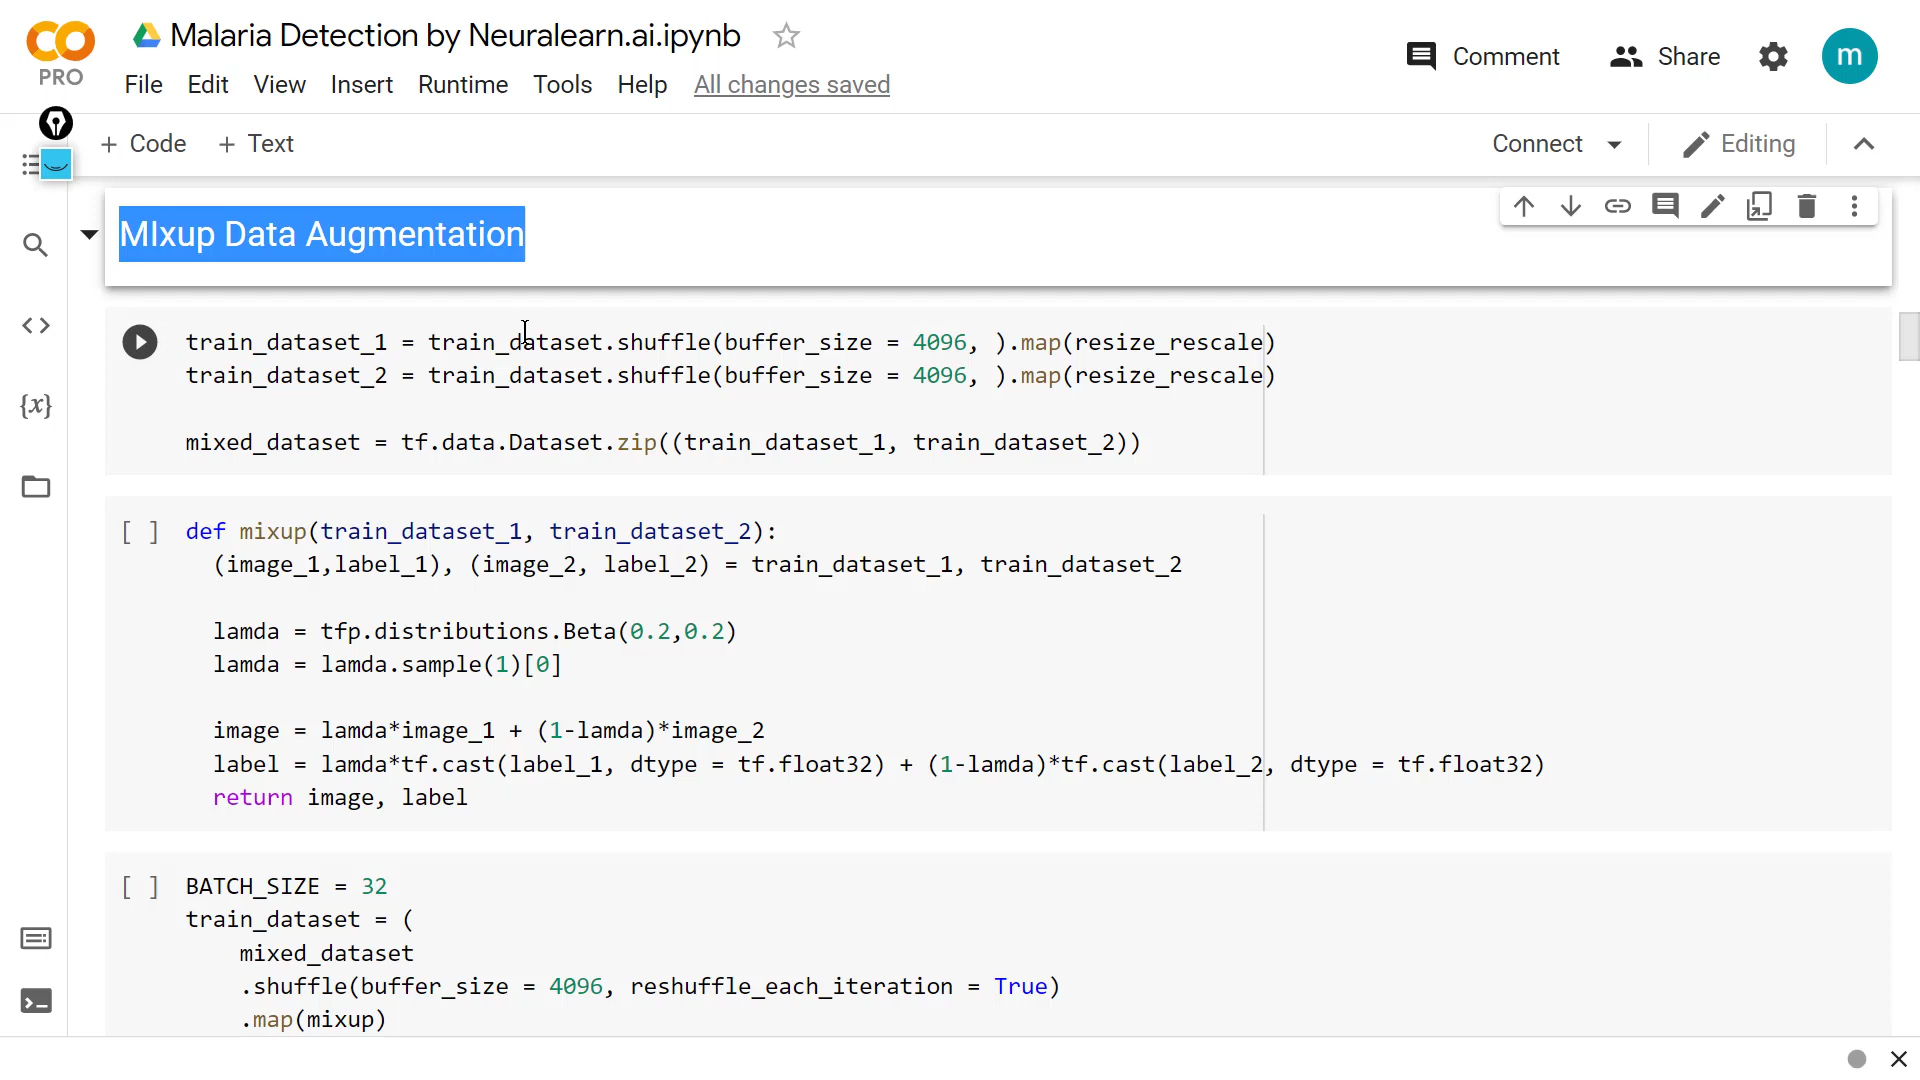 Malaria Detection by Neuralearn.ai.ipynb
PRO
File Edit View Insert Runtime Tools Help All changes saved
Comment Share m
+ Code + Text
Connect Editing
MIxup Data Augmentation
{x}
train_dataset_1 = train_dataset.shuffle(buffer_size = 4096, ).map(resize_rescale)
train_dataset_2 = train_dataset.shuffle(buffer_size = 4096, ).map(resize_rescale)
mixed_dataset = tf.data.Dataset.zip((train_dataset_1, train_dataset_2))
[ ] def mixup(train_dataset_1, train_dataset_2):
(image_1,label_1), (image_2, label_2) = train_dataset_1, train_dataset_2
lamda = tfp.distributions.Beta(0.2,0.2)
lamda = lamda.sample(1)[0]
image = lamda*image_1 + (1-lamda)*image_2
label = lamda*tf.cast(label_1, dtype = tf.float32) + (1-lamda)*tf.cast(label_2, dtype = tf.float32)
return image, label
[ ] BATCH_SIZE = 32
train_dataset = (
mixed_dataset
.shuffle(buffer_size = 4096, reshuffle_each_iteration = True)
.map(mixup)